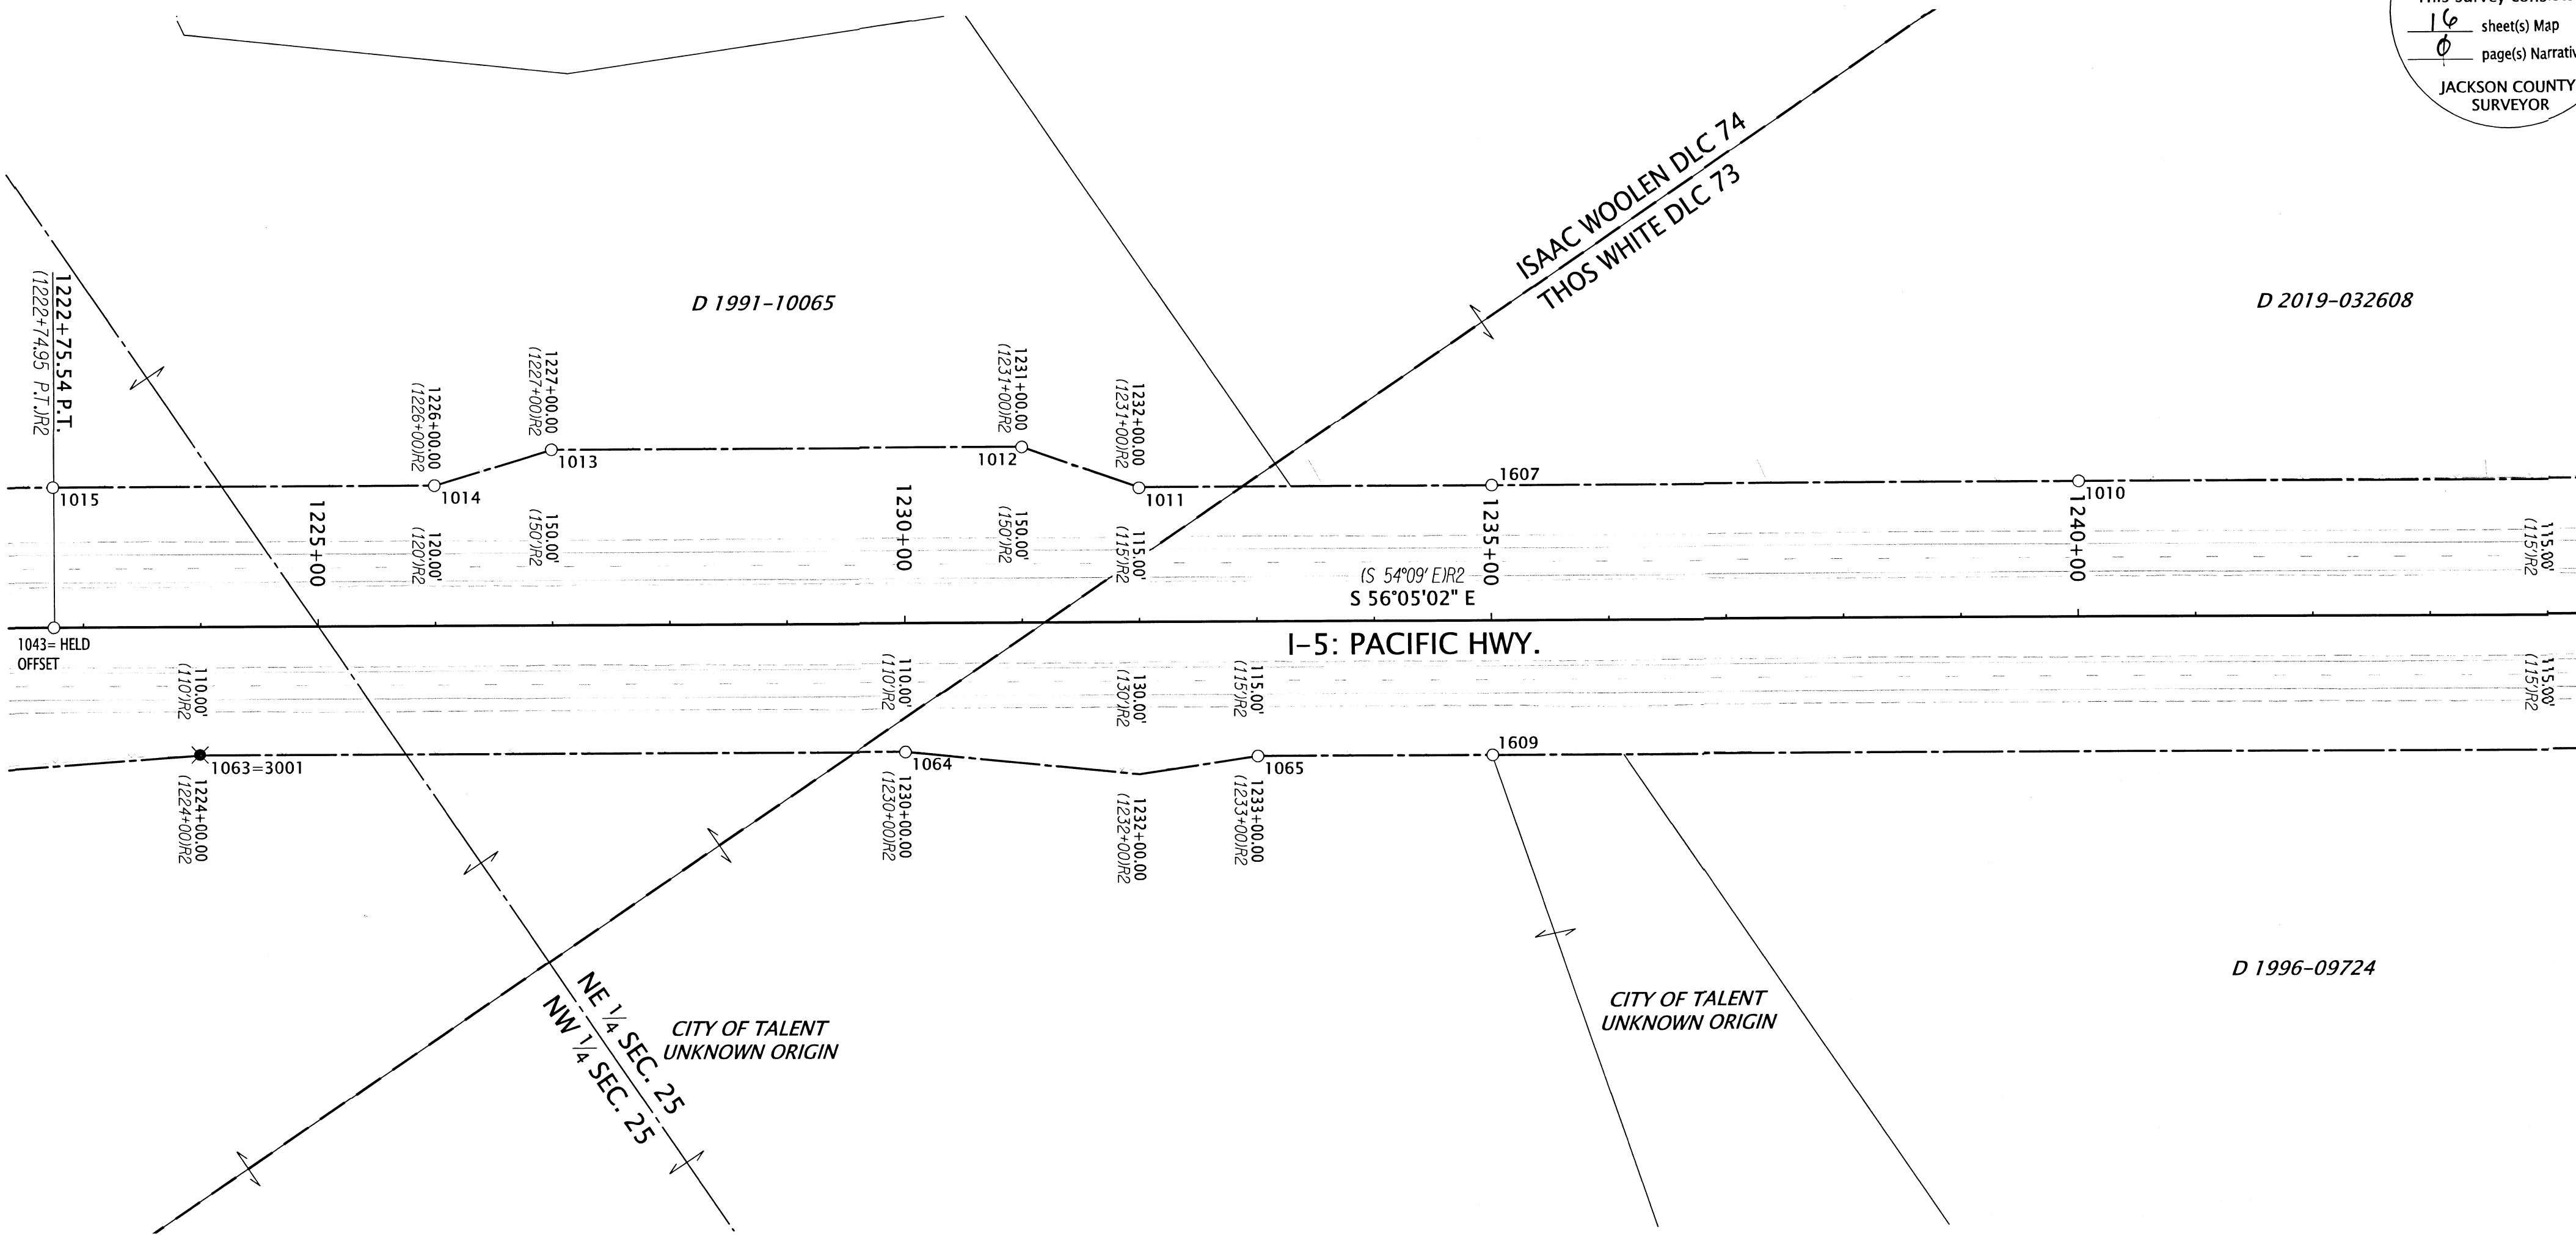 This survey consists
16 sheet(s) Map
0 page(s) Narrativ
JACKSON COUNTY
SURVEYOR
ISAAC WOOLEN DLC 74
THOS WHITE DLC 73
D 1991-10065
D 2019-032608
1222+75.54 P.T.
(1222+74.95 P.T.)R2
1226+00.00
(1226+00)R2
1227+00.00
(1227+00)R2
1231+00.00
(1231+00)R2
1232+00.00
(1231+00)R2
1015
1014
1013
1012
1011
1607
1010
1225+00
120.00'
(120')R2
150.00'
(150')R2
1230+00
150.00'
(150')R2
115.00'
(115')R2
1235+00
1240+00
115.00'
(115')R2
(S 54°09' E)R2
S 56°05'02" E
I-5: PACIFIC HWY.
1043= HELD
OFFSET
110.00'
(110')R2
110.00'
(110')R2
130.00'
(130')R2
115.00'
(115')R2
115.00'
(115')R2
1063=3001
1064
1065
1609
1224+00.00
(1224+00)R2
1230+00.00
(1230+00)R2
1232+00.00
(1232+00)R2
1233+00.00
(1233+00)R2
D 1996-09724
NE 1/4 SEC. 25
NW 1/4 SEC. 25
CITY OF TALENT
UNKNOWN ORIGIN
CITY OF TALENT
UNKNOWN ORIGIN